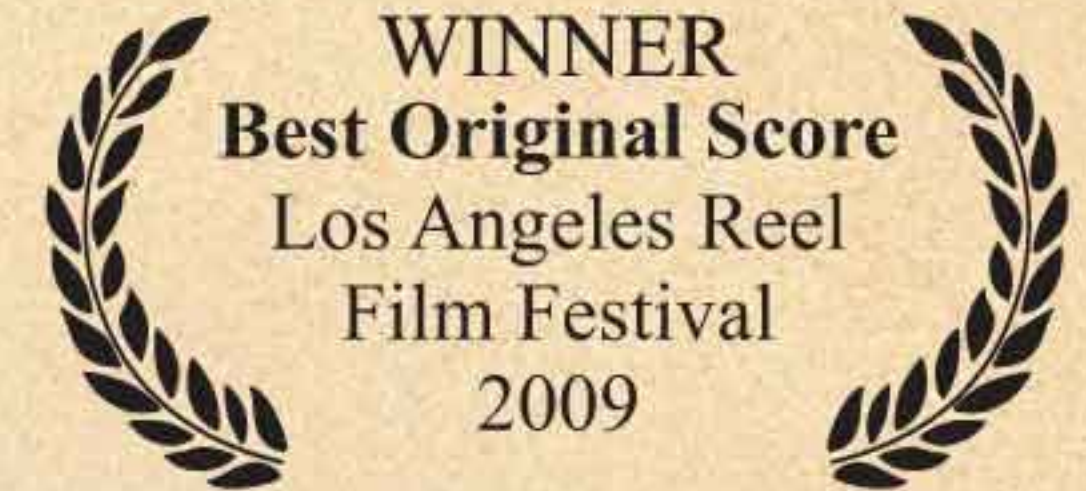 WINNER
Best Original Score
Los Angeles Reel
Film Festival
2009